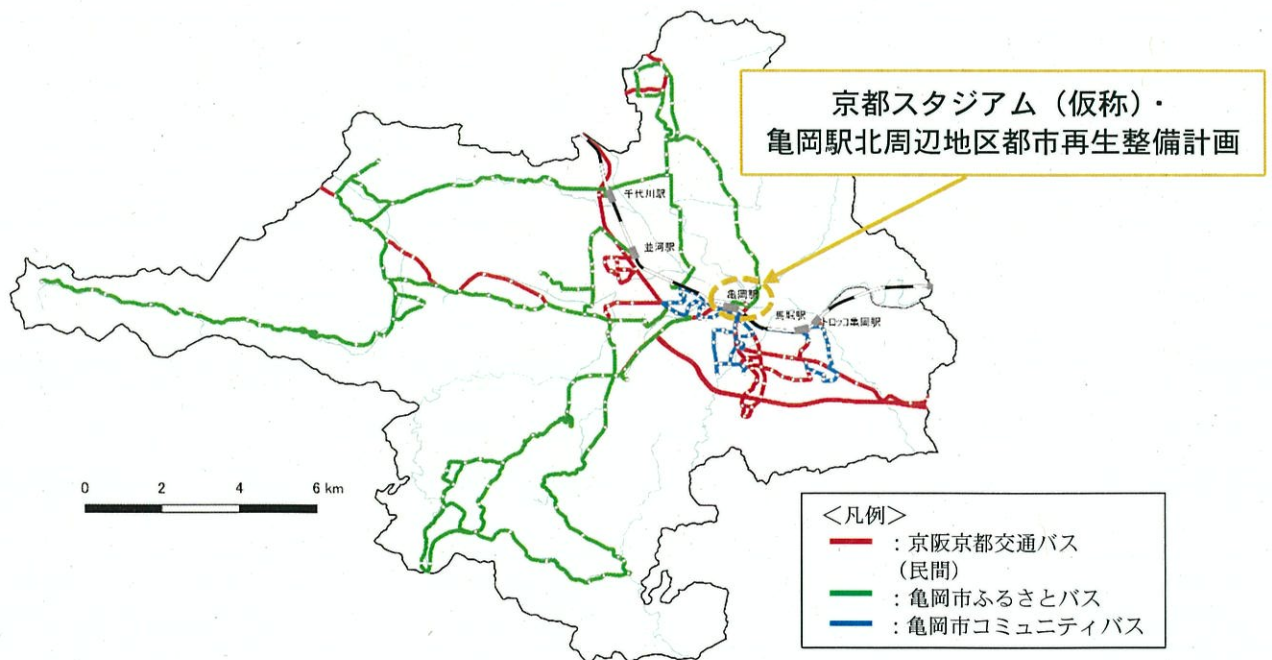 京都スタジアム（仮称）・
亀岡駅北周辺地区都市再生整備計画
千代川駅
並河駅
亀岡駅
馬堀駅
トロッコ亀岡駅
0 2 4 6 km
＜凡例＞
：京阪京都交通バス
（民間）
：亀岡市ふるさとバス
：亀岡市コミュニティバス